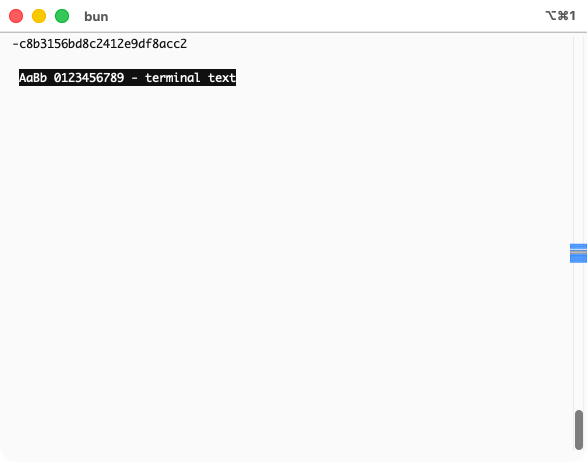 bun
⌥⌘1
-c8b3156bd8c2412e9df8acc2
AaBb 0123456789 - terminal text